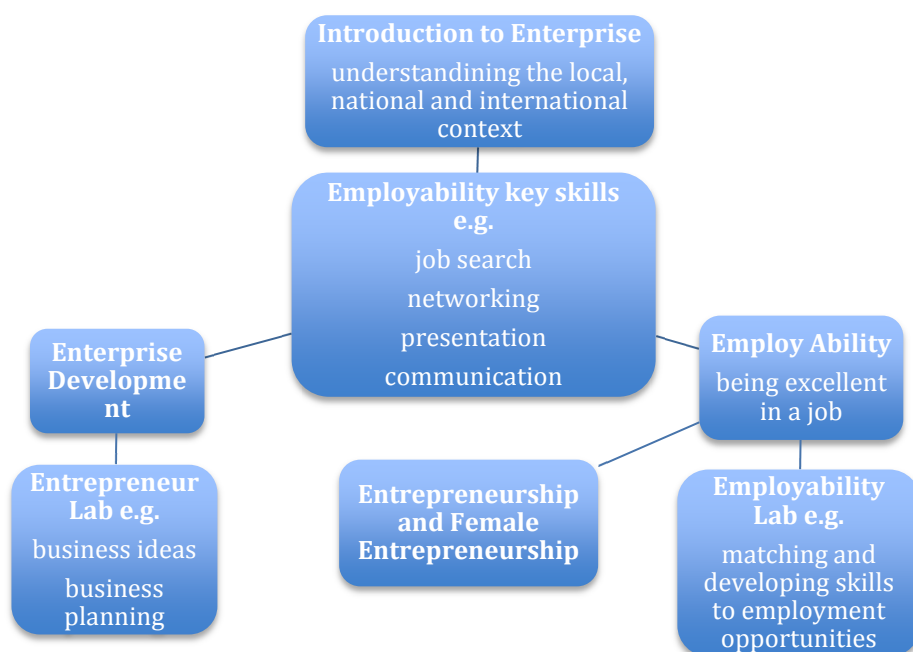 Introduction to Enterprise
understandining the local,
national and international
context
Employability key skills
e.g.
job search
networking
presentation
communication
Enterprise
Developme
nt
Employ Ability
being excellent
in a job
Entrepreneur
Lab e.g.
business ideas
business
planning
Entrepreneurship
and Female
Entrepreneurship
Employability
Lab e.g.
matching and
developing skills
to employment
opportunities